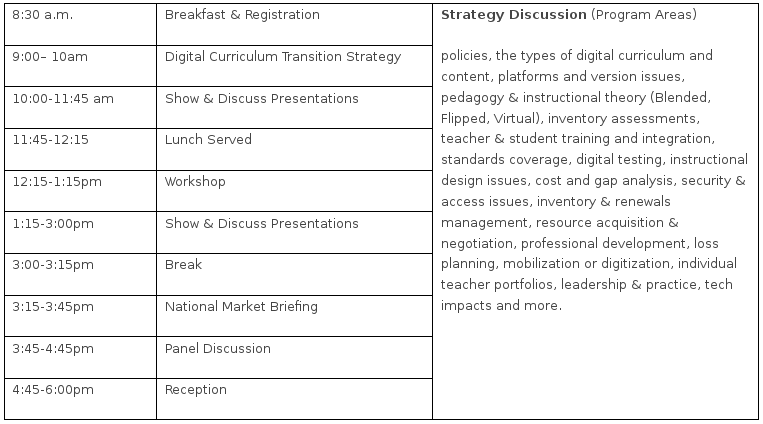 8:30 a.m. Breakfast & Registration
9:00– 10am Digital Curriculum Transition Strategy
10:00-11:45 am Show & Discuss Presentations
11:45-12:15 Lunch Served
12:15-1:15pm Workshop
1:15-3:00pm Show & Discuss Presentations
3:00-3:15pm Break
3:15-3:45pm National Market Briefing
3:45-4:45pm Panel Discussion
4:45-6:00pm Reception
Strategy Discussion (Program Areas)
policies, the types of digital curriculum and
content, platforms and version issues,
pedagogy & instructional theory (Blended,
Flipped, Virtual), inventory assessments,
teacher & student training and integration,
standards coverage, digital testing, instructional
design issues, cost and gap analysis, security &
access issues, inventory & renewals
management, resource acquisition &
negotiation, professional development, loss
planning, mobilization or digitization, individual
teacher portfolios, leadership & practice, tech
impacts and more.